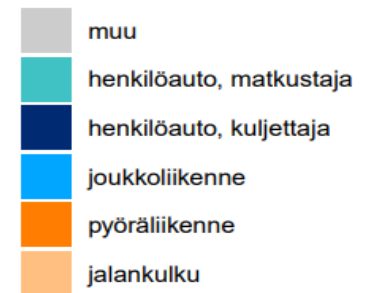 muu
henkilöauto, matkustaja
henkilöauto, kuljettaja
joukkoliikenne
pyöräliikenne
jalankulku